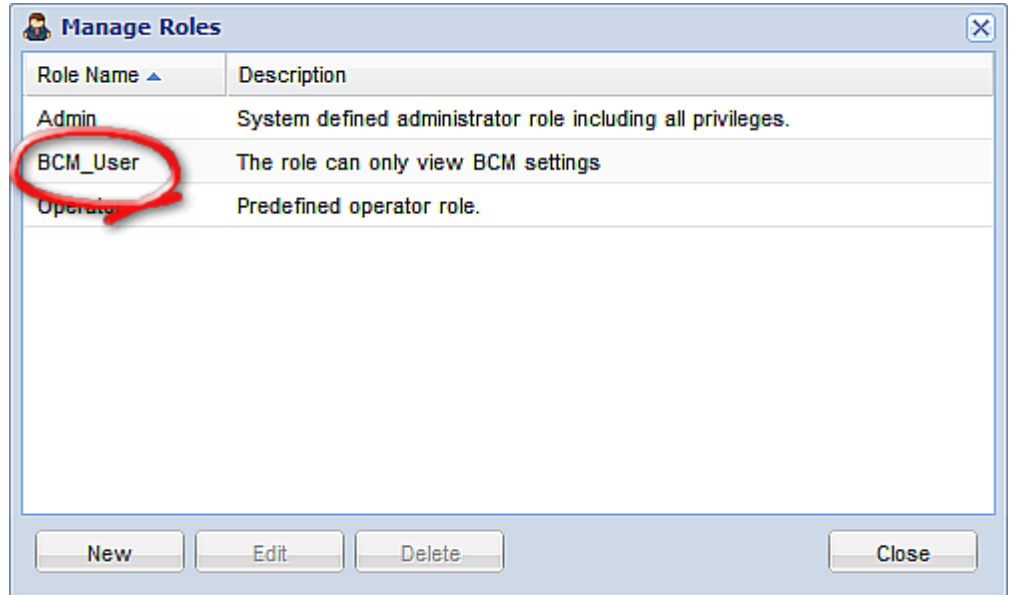 Manage Roles
Role Name Description
Admin System defined administrator role including all privileges.
BCM_User The role can only view BCM settings
Operator Predefined operator role.
New Edit Delete Close